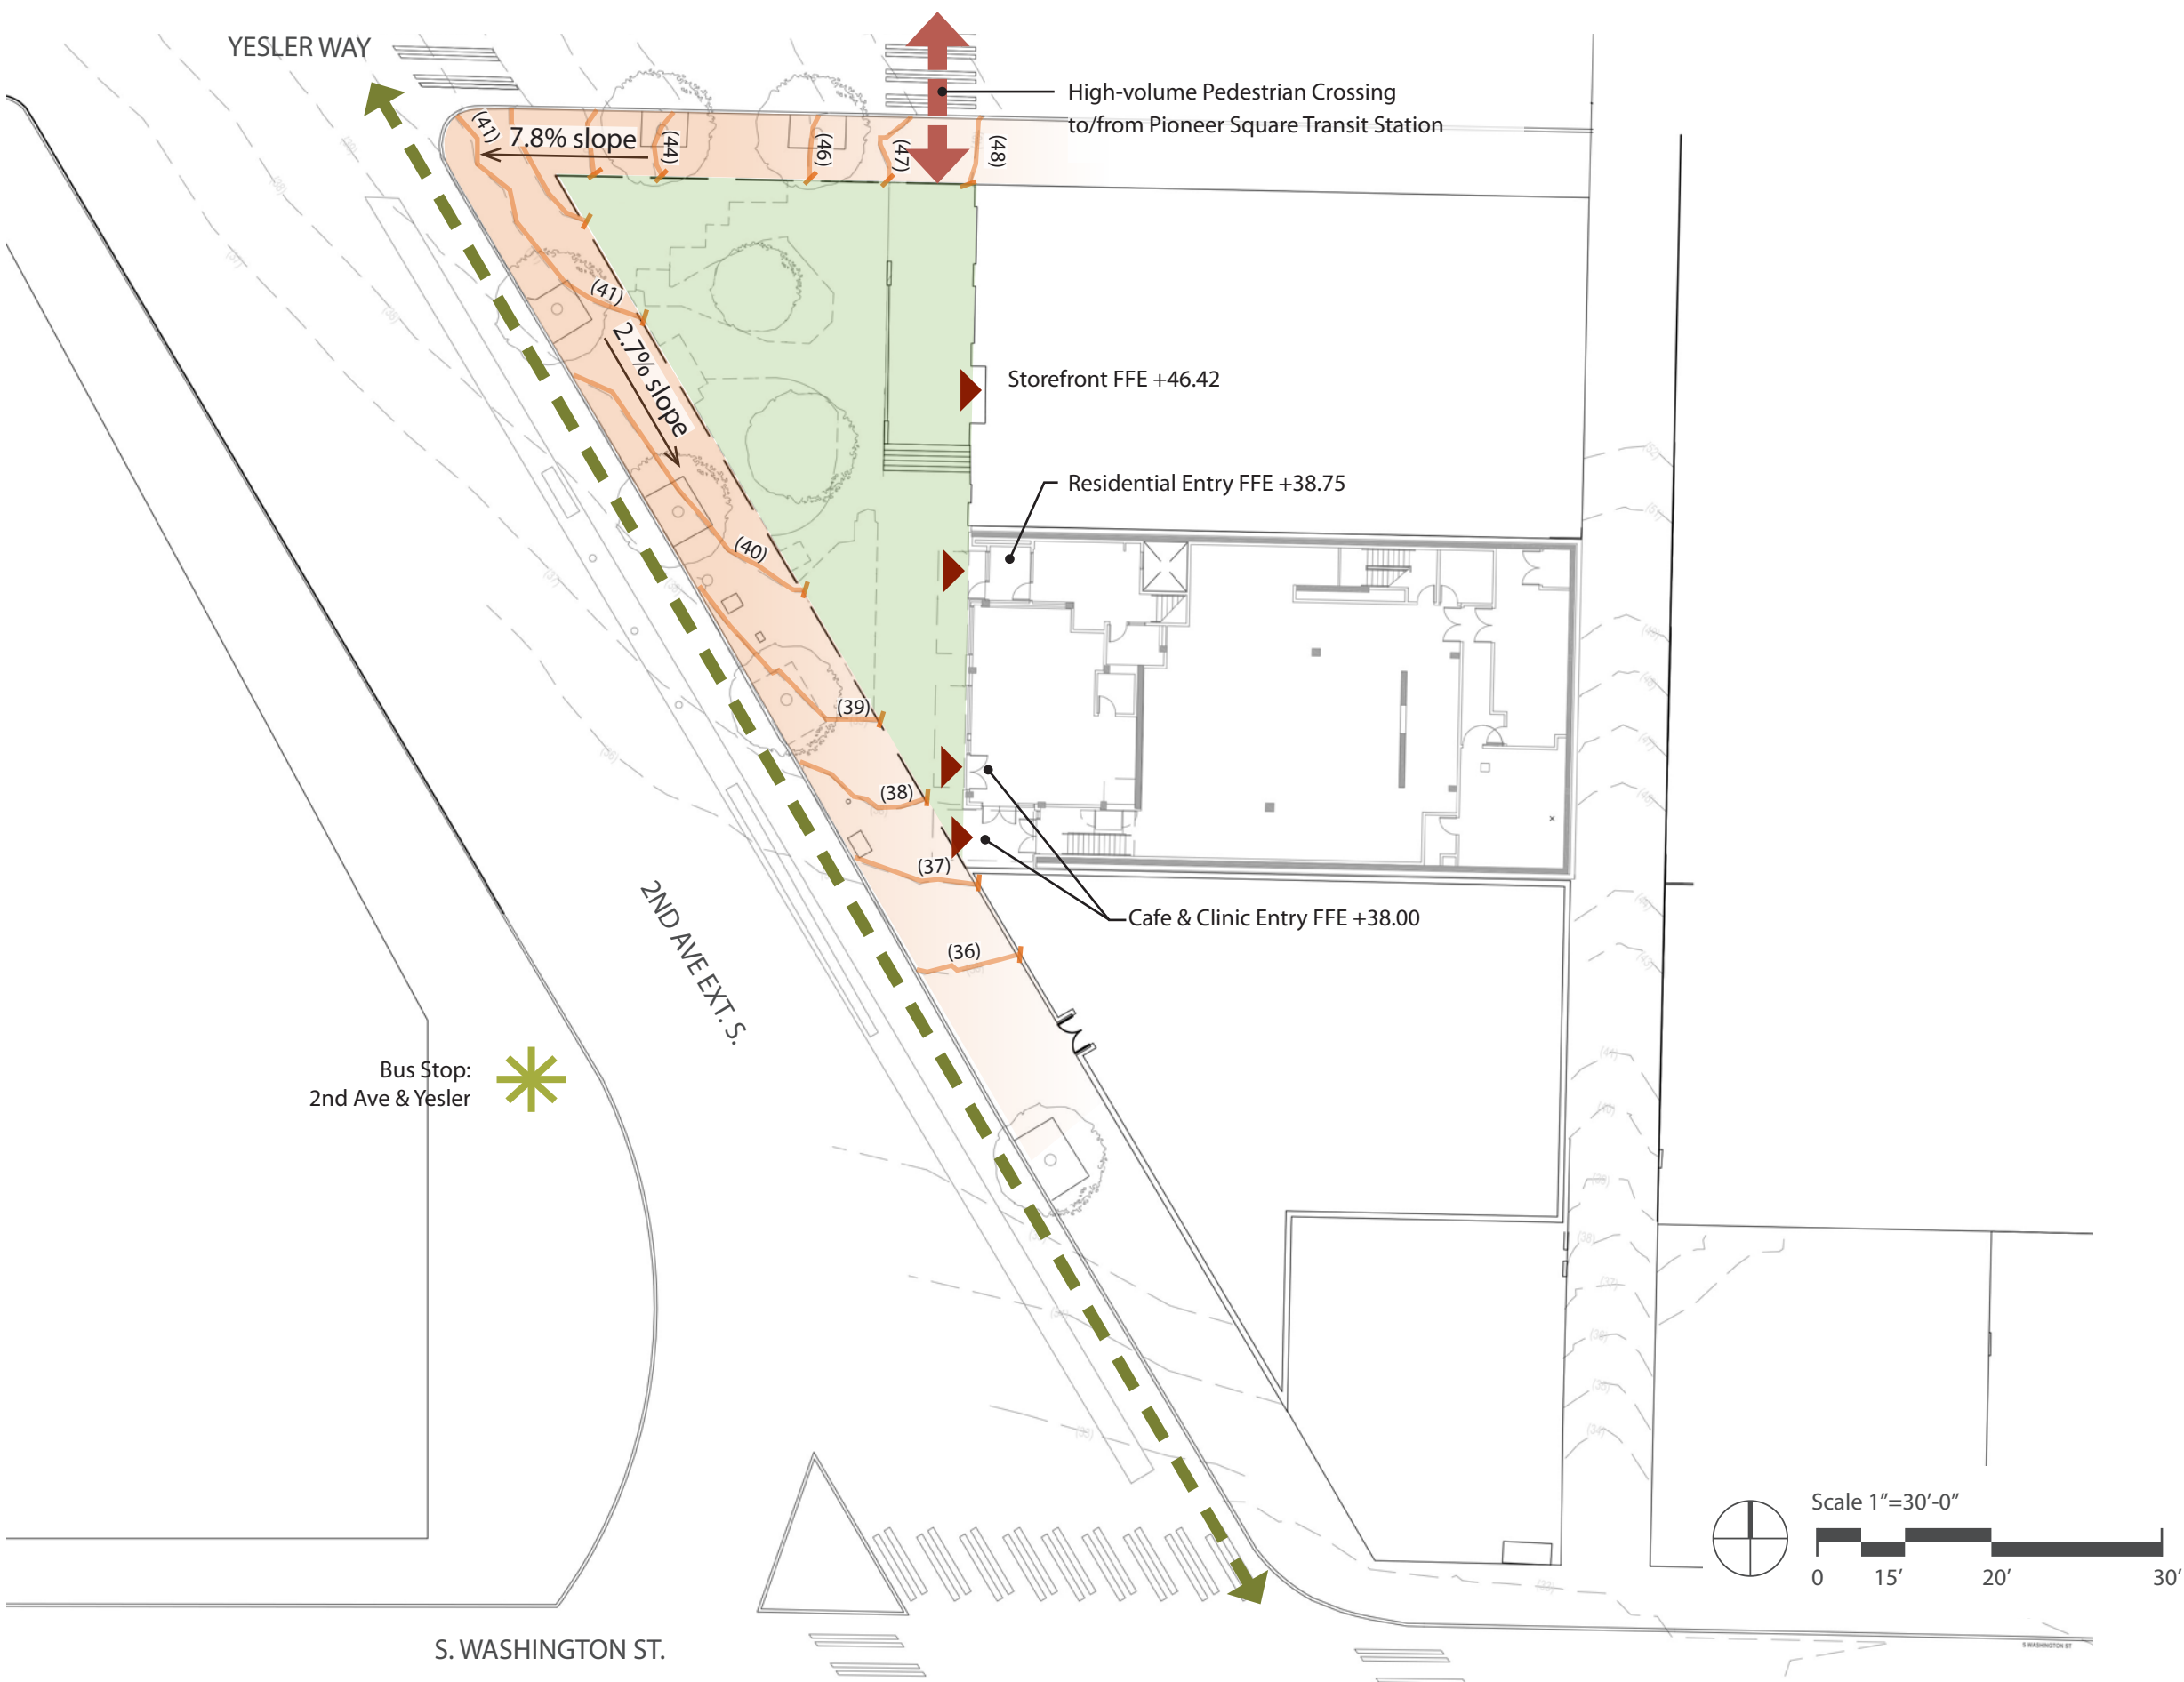 YESLER WAY
High-volume Pedestrian Crossing
to/from Pioneer Square Transit Station
(41)
7.8% slope
(44)
(46)
(47)
(48)
(41)
2.7% slope
Storefront FFE +46.42
Residential Entry FFE +38.75
(40)
(39)
(38)
(37)
Cafe & Clinic Entry FFE +38.00
(36)
2ND AVE EXT. S.
Bus Stop:
2nd Ave & Yesler
Scale 1”=30’-0”
0 15’ 20’ 30’
S. WASHINGTON ST.
S WASHINGTON ST